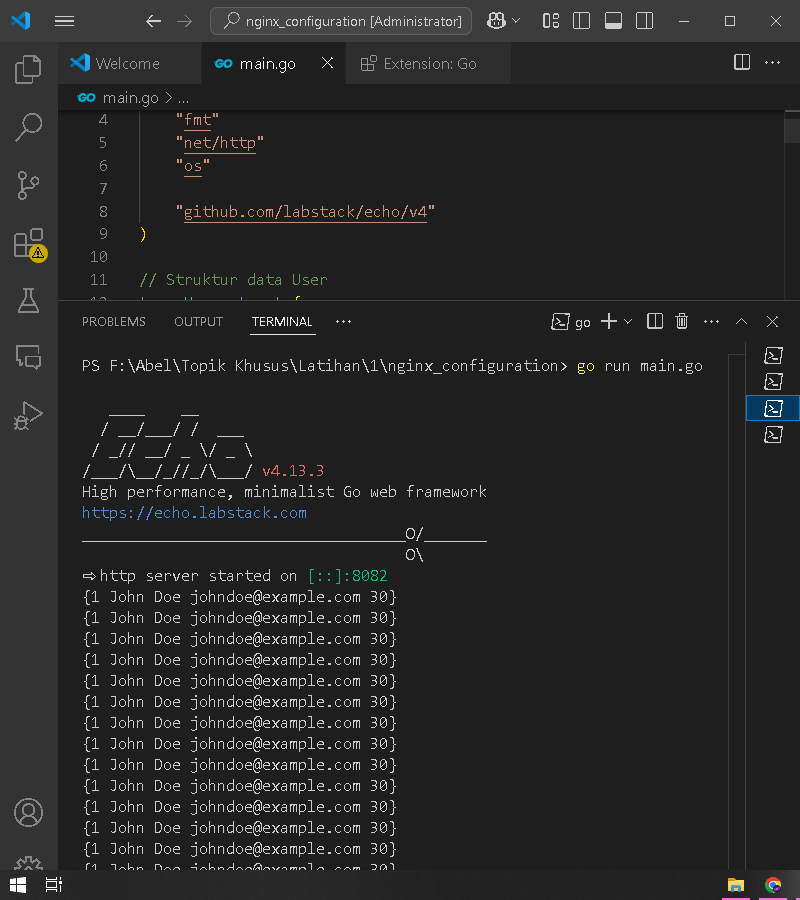 nginx_configuration [Administrator]
Welcome
main.go
Extension: Go
main.go > ...
4 "fmt"
5 "net/http"
6 "os"
7
8 "github.com/labstack/echo/v4"
9 )
10
11 // Struktur data User
PROBLEMS OUTPUT TERMINAL ...
go
PS F:\Abel\Topik Khusus\Latihan\1\nginx_configuration> go run main.go
   ____    __
  / __/___/ /  ___
 / _// __/ _ \/ _ \
/___/\__/_//_/\___/ v4.13.3
High performance, minimalist Go web framework
https://echo.labstack.com
____________________________________O/_______
                                    O\
⇨ http server started on [::]:8082
{1 John Doe johndoe@example.com 30}
{1 John Doe johndoe@example.com 30}
{1 John Doe johndoe@example.com 30}
{1 John Doe johndoe@example.com 30}
{1 John Doe johndoe@example.com 30}
{1 John Doe johndoe@example.com 30}
{1 John Doe johndoe@example.com 30}
{1 John Doe johndoe@example.com 30}
{1 John Doe johndoe@example.com 30}
{1 John Doe johndoe@example.com 30}
{1 John Doe johndoe@example.com 30}
{1 John Doe johndoe@example.com 30}
{1 John Doe johndoe@example.com 30}
{1 John Doe johndoe@example.com 30}